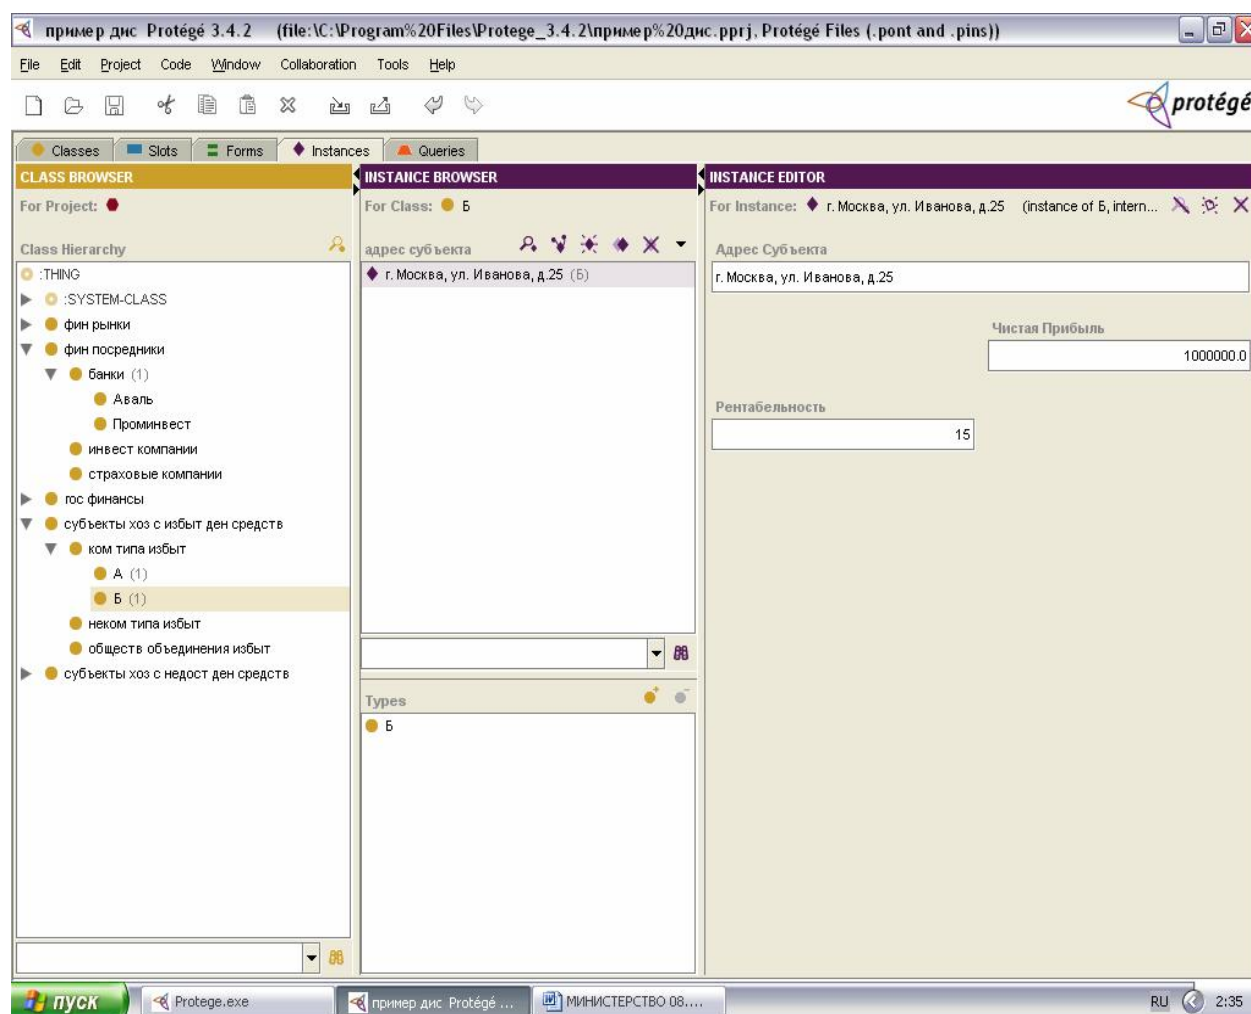 пример дис Protégé 3.4.2 (file:\C:\Program%20Files\Protege_3.4.2\пример%20дис.pprj, Protégé Files (.pont and .pins))
File Edit Project Code Window Collaboration Tools Help
protégé
Classes Slots Forms Instances Queries
CLASS BROWSER
For Project:
Class Hierarchy
:THING
:SYSTEM-CLASS
фин рынки
фин посредники
банки (1)
Аваль
Проминвест
инвест компании
страховые компании
гос финансы
субъекты хоз с избыт ден средств
ком типа избыт
А (1)
Б (1)
неком типа избыт
обществ объединения избыт
субъекты хоз с недост ден средств
INSTANCE BROWSER
For Class: Б
адрес субъекта
г. Москва, ул. Иванова, д.25 (Б)
Types
Б
INSTANCE EDITOR
For Instance: г. Москва, ул. Иванова, д.25 (instance of Б, intern...
Адрес Субъекта
г. Москва, ул. Иванова, д.25
Чистая Прибыль
1000000.0
Рентабельность
15
пуск Protege.exe пример дис Protégé ... МИНИСТЕРСТВО 08.... RU 2:35